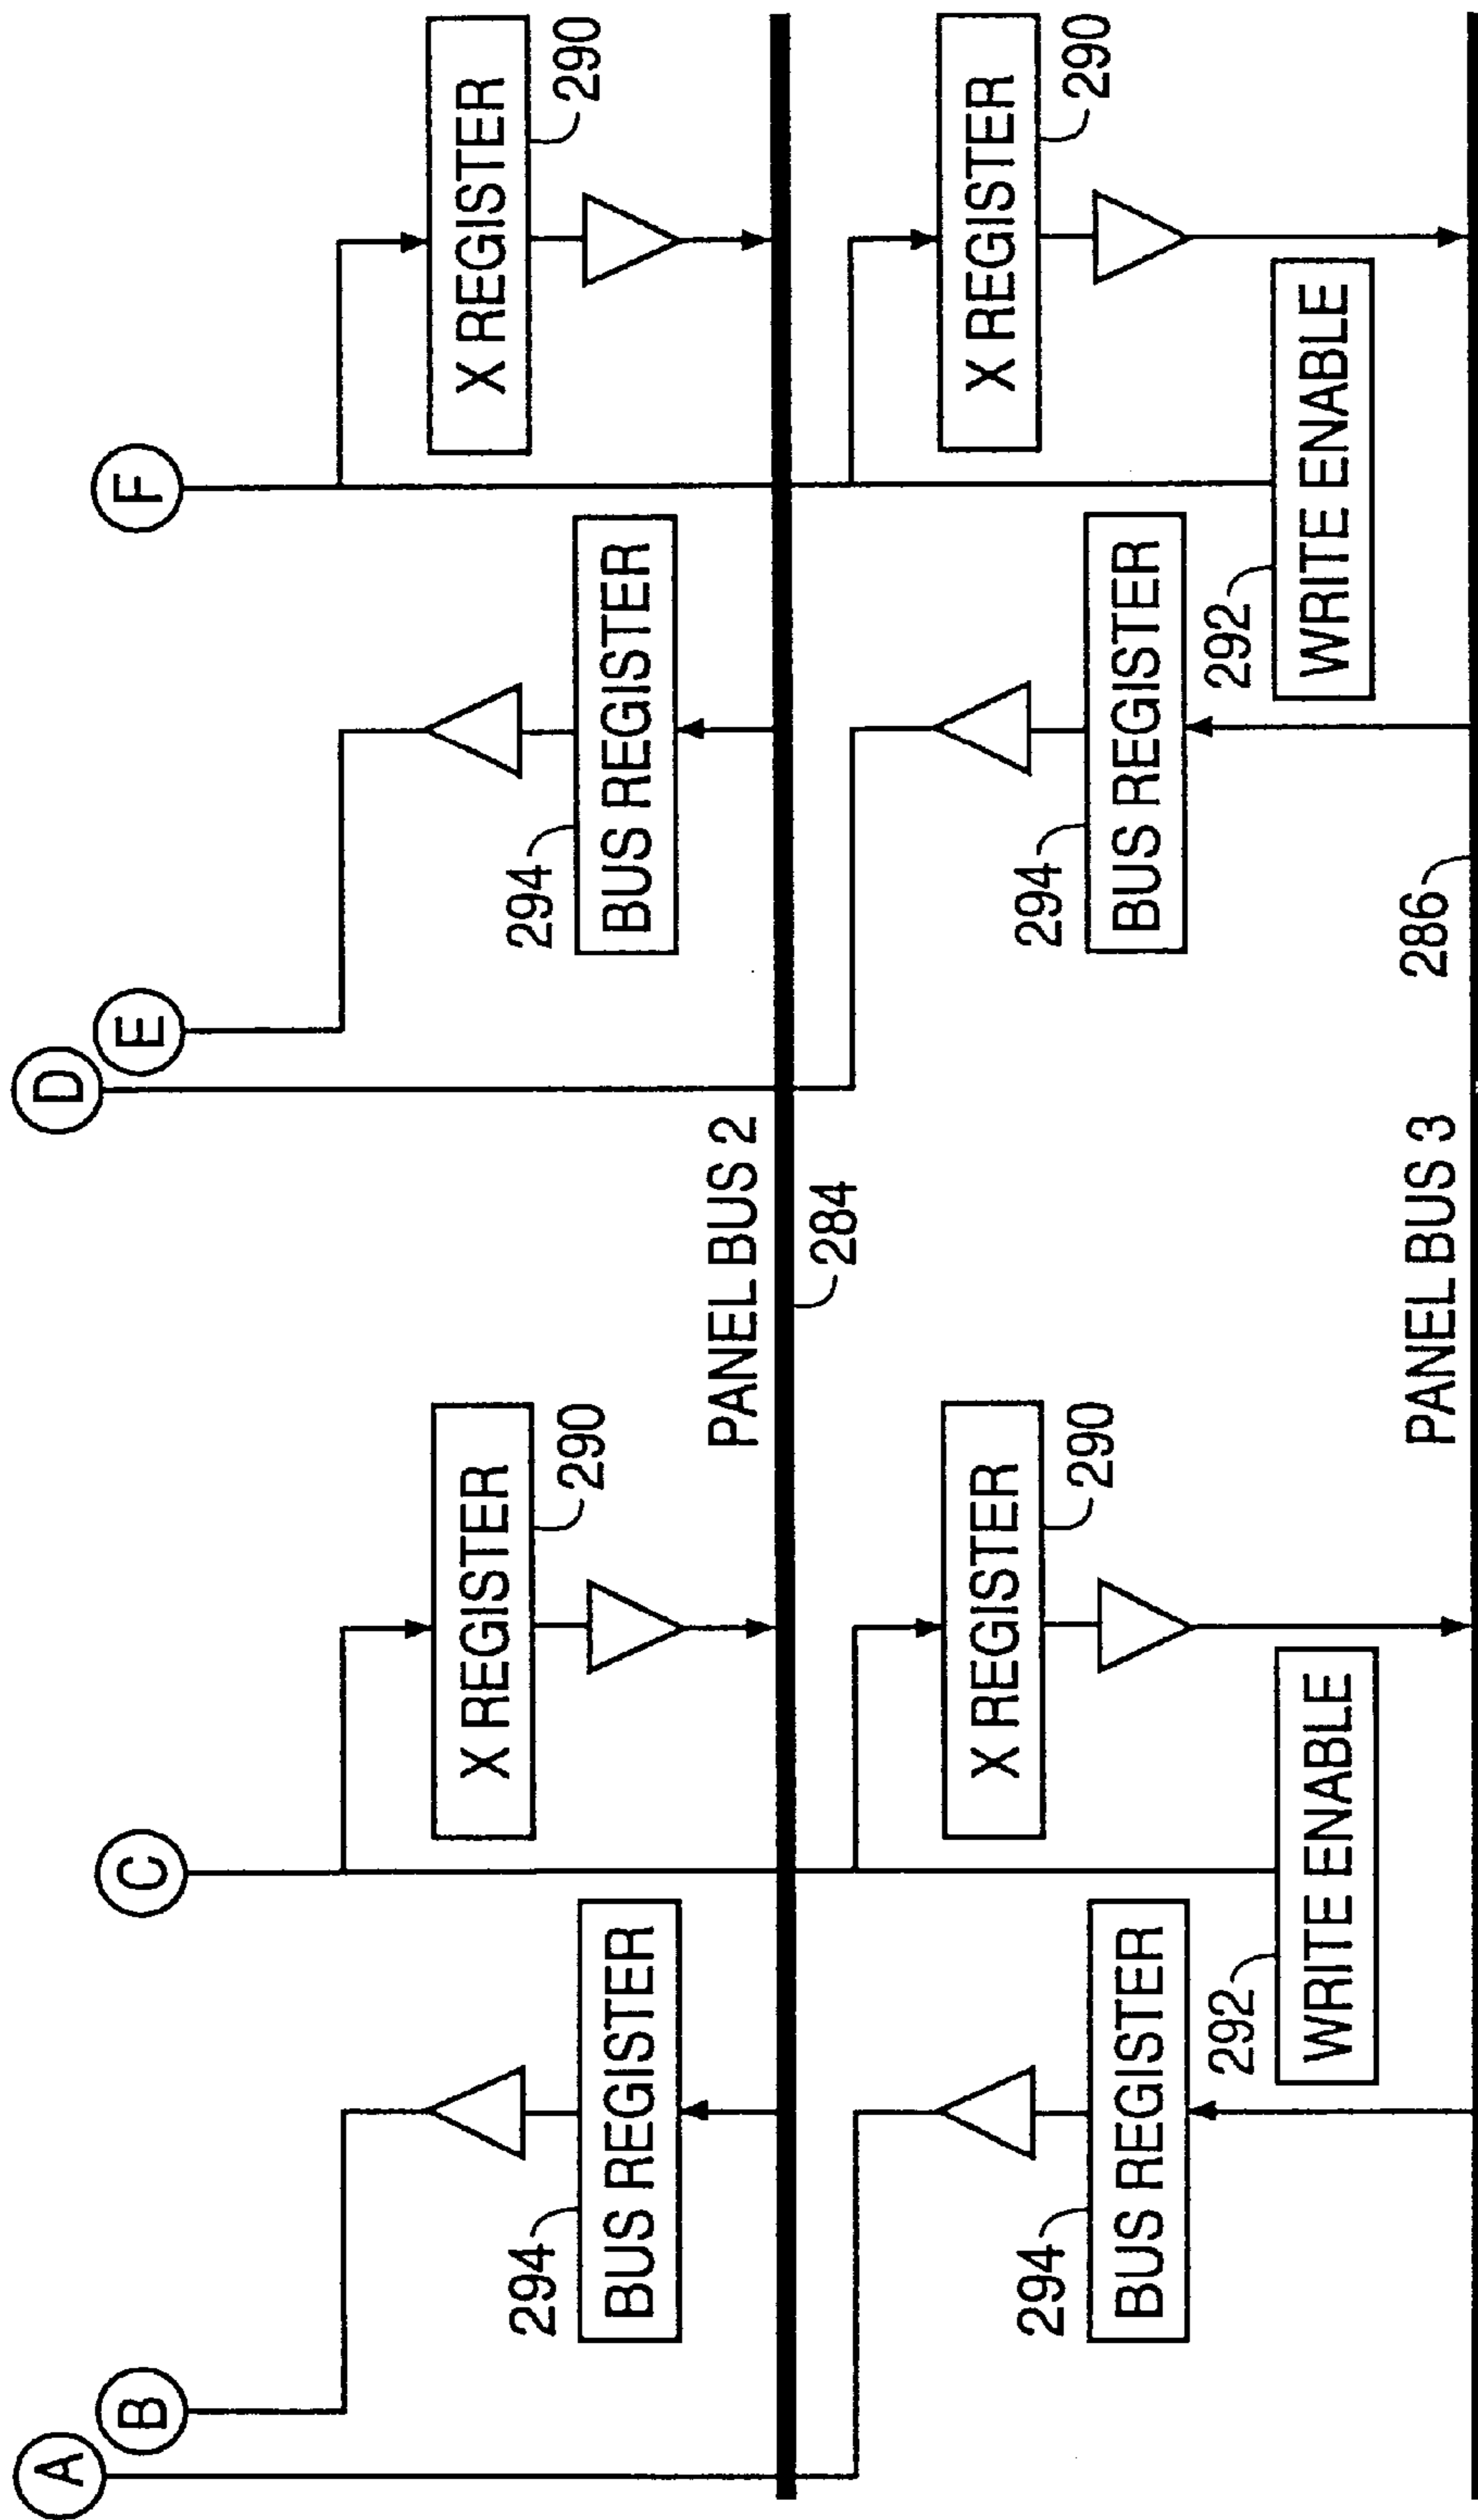 A
D
B
C
E
F
X REGISTER
X REGISTER
294
294
290
290
BUS REGISTER
BUS REGISTER
PANEL BUS 2
284
X REGISTER
X REGISTER
294
294
290
290
BUS REGISTER
BUS REGISTER
292
292
WRITE ENABLE
WRITE ENABLE
PANEL BUS 3
286